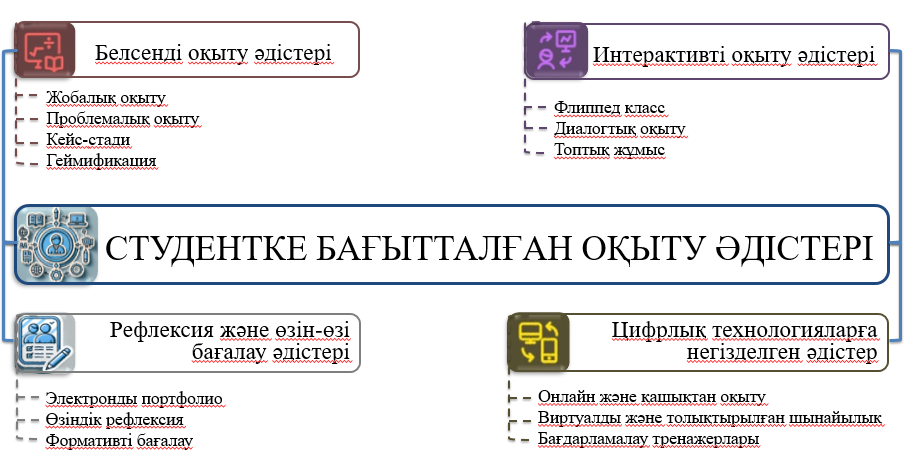 Белсенді оқыту әдістері
Жобалық оқыту
Проблемалық оқыту
Кейс-стади
Геймификация
Интерактивті оқыту әдістері
Флиппед класс
Диалогтық оқыту
Топтық жұмыс
СТУДЕНТКЕ БАҒЫТТАЛҒАН ОҚЫТУ ӘДІСТЕРІ
Рефлексия және өзін-өзі
бағалау әдістері
Электронды портфолио
Өзіндік рефлексия
Формативті бағалау
Цифрлық технологияларға
негізделген әдістер
Онлайн және қашықтан оқыту
Виртуалды және толықтырылған шынайылық
Бағдарламалау тренажерлары